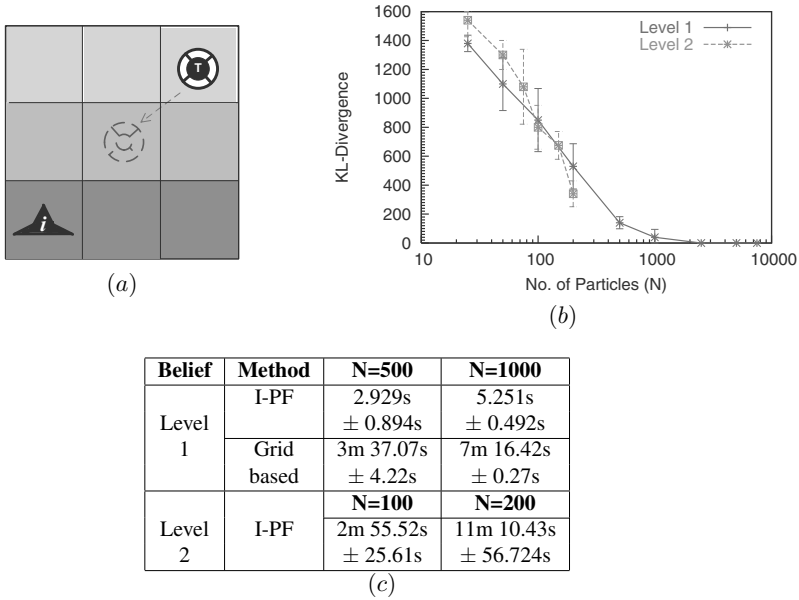 T
i
(a)
KL-Divergence
1600
1400
1200
1000
800
600
400
200
0
Level 1
Level 2
10 100 1000 10000
No. of Particles (N)
(b)
Belief Method N=500 N=1000
I-PF 2.929s 5.251s
Level ± 0.894s ± 0.492s
1 Grid 3m 37.07s 7m 16.42s
based ± 4.22s ± 0.27s
N=100 N=200
Level I-PF 2m 55.52s 11m 10.43s
2 ± 25.61s ± 56.724s
(c)